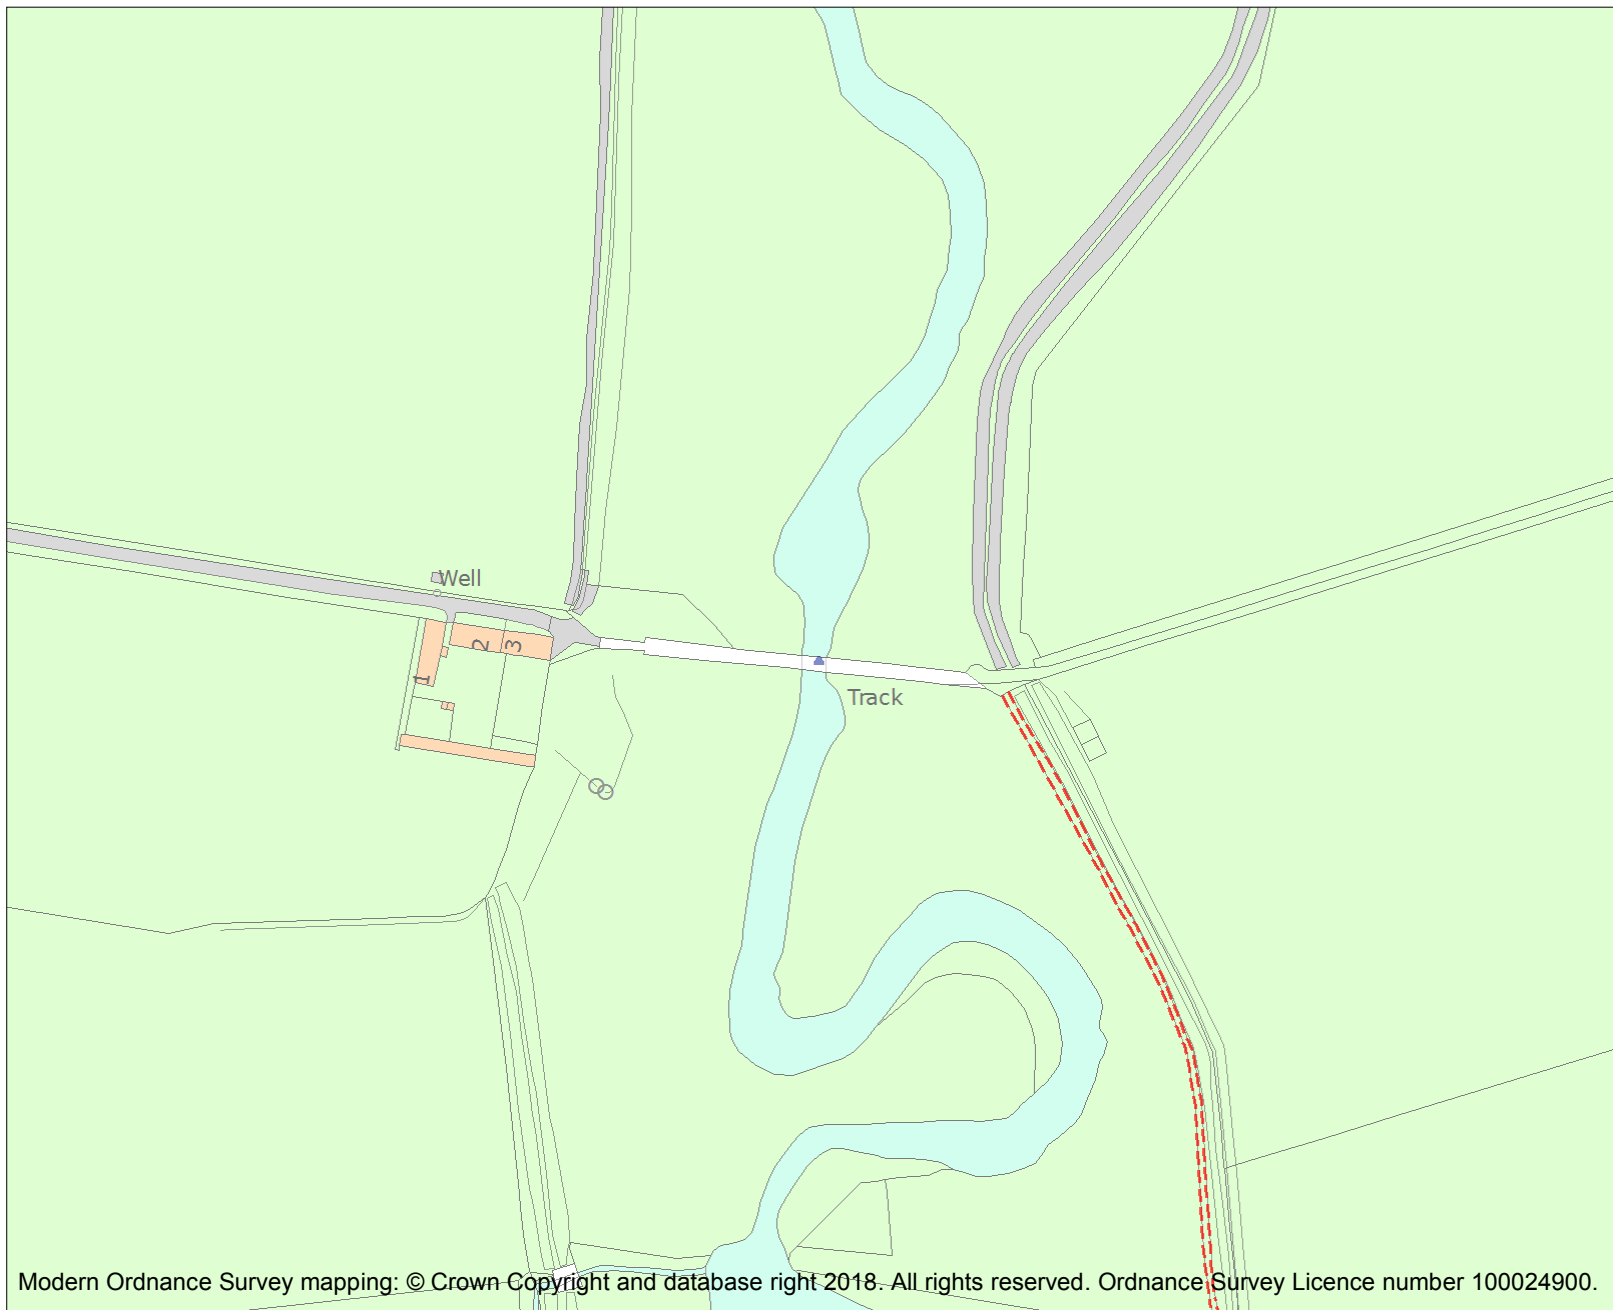 Well
2
3
1
Track
Modern Ordnance Survey mapping: © Crown Copyright and database right 2018. All rights reserved. Ordnance Survey Licence number 100024900.